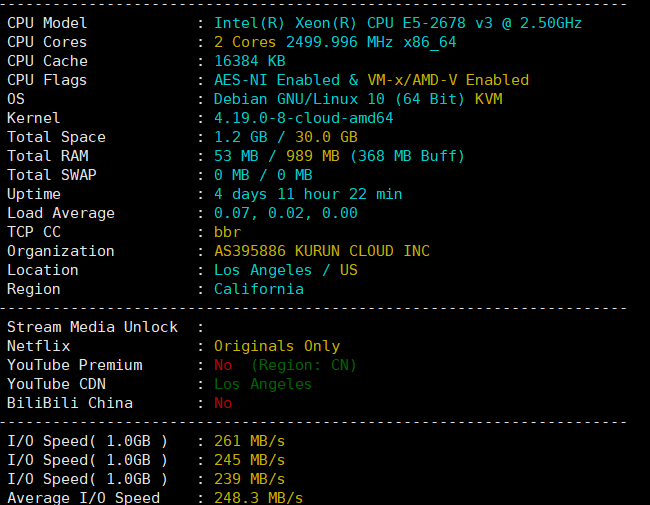 ----------------------------------------------------------------------
CPU Model            : Intel(R) Xeon(R) CPU E5-2678 v3 @ 2.50GHz
CPU Cores            : 2 Cores 2499.996 MHz x86_64
CPU Cache            : 16384 KB
CPU Flags            : AES-NI Enabled & VM-x/AMD-V Enabled
OS                   : Debian GNU/Linux 10 (64 Bit) KVM
Kernel               : 4.19.0-8-cloud-amd64
Total Space          : 1.2 GB / 30.0 GB
Total RAM            : 53 MB / 989 MB (368 MB Buff)
Total SWAP           : 0 MB / 0 MB
Uptime               : 4 days 11 hour 22 min
Load Average         : 0.07, 0.02, 0.00
TCP CC               : bbr
Organization         : AS395886 KURUN CLOUD INC
Location             : Los Angeles / US
Region               : California
----------------------------------------------------------------------
Stream Media Unlock  :
Netflix              : Originals Only
YouTube Premium      : No  (Region: CN)
YouTube CDN          : Los Angeles
BiliBili China       : No
----------------------------------------------------------------------
I/O Speed( 1.0GB )   : 261 MB/s
I/O Speed( 1.0GB )   : 245 MB/s
I/O Speed( 1.0GB )   : 239 MB/s
Average I/O Speed    : 248.3 MB/s